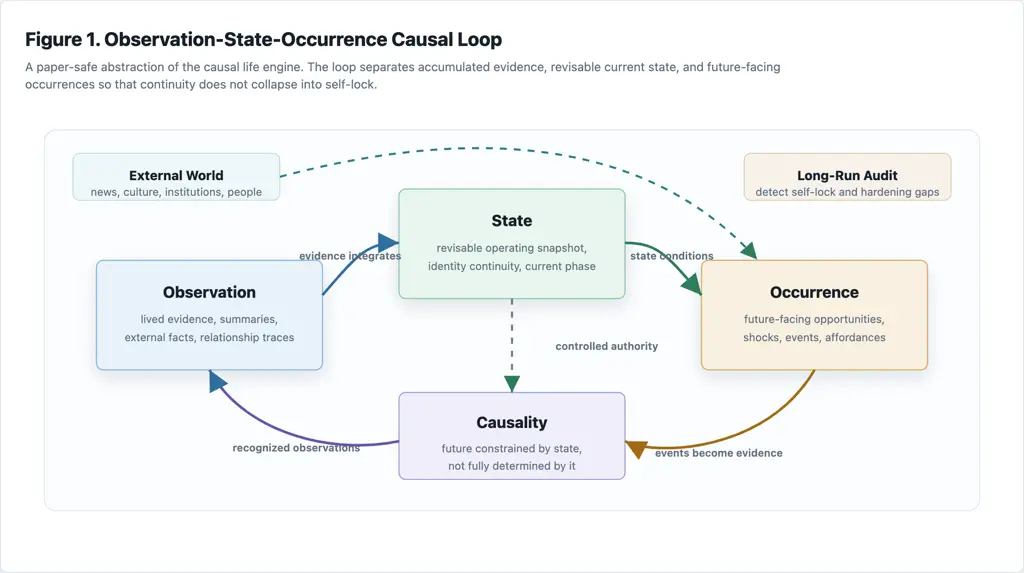 Figure 1. Observation-State-Occurrence Causal Loop
A paper-safe abstraction of the causal life engine. The loop separates accumulated evidence, revisable current state, and future-facing
occurrences so that continuity does not collapse into self-lock.
External World
news, culture, institutions, people
Long-Run Audit
detect self-lock and hardening gaps
State
revisable operating snapshot,
identity continuity, current phase
evidence integrates
state conditions
Observation
lived evidence, summaries,
external facts, relationship traces
Occurrence
future-facing opportunities,
shocks, events, affordances
controlled authority
Causality
future constrained by state,
not fully determined by it
recognized observations
events become evidence